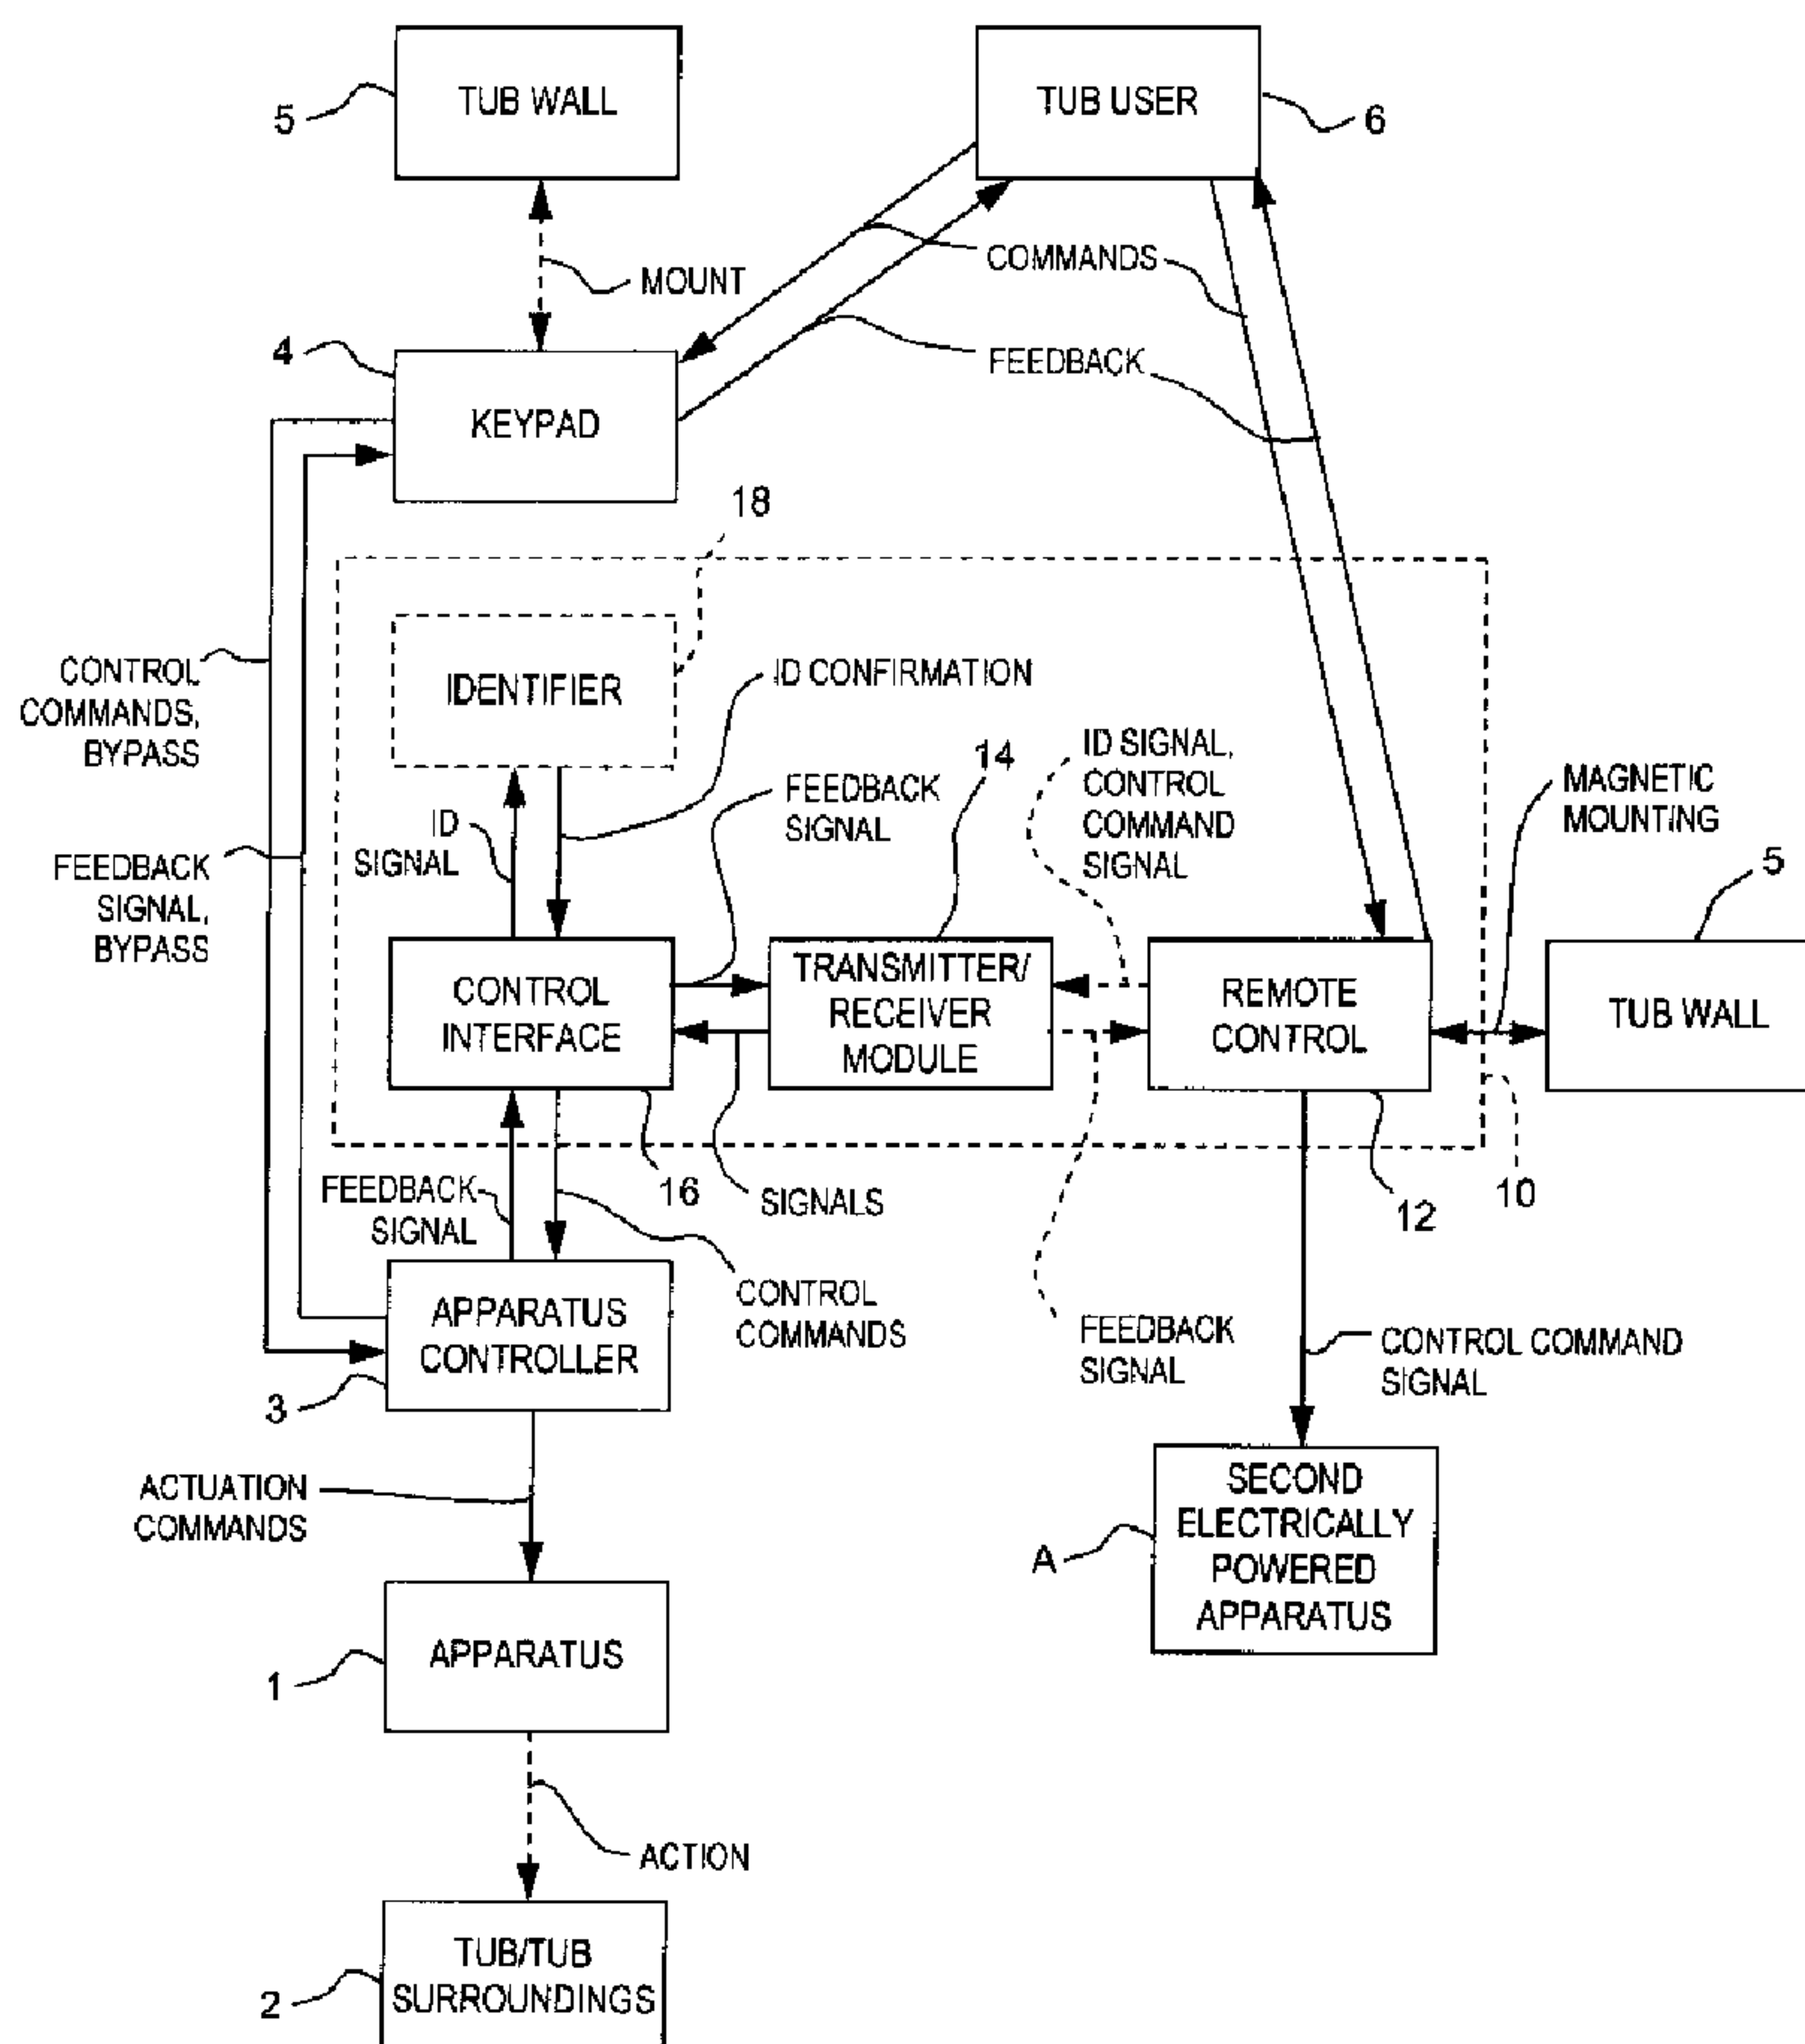 TUB WALL
5
TUB USER
6
MOUNT
COMMANDS
FEEDBACK
4
KEYPAD
18
CONTROL
COMMANDS,
BYPASS
FEEDBACK
SIGNAL,
BYPASS
IDENTIFIER
ID CONFIRMATION
ID
SIGNAL
FEEDBACK
SIGNAL
14
ID SIGNAL,
CONTROL
COMMAND
SIGNAL
MAGNETIC
MOUNTING
5
CONTROL
INTERFACE
TRANSMITTER/
RECEIVER
MODULE
REMOTE
CONTROL
TUB WALL
FEEDBACK
SIGNAL
16
SIGNALS
12
10
CONTROL
COMMANDS
FEEDBACK
SIGNAL
CONTROL COMMAND
SIGNAL
APPARATUS
CONTROLLER
3
ACTUATION
COMMANDS
SECOND
ELECTRICALLY
POWERED
APPARATUS
A
APPARATUS
1
ACTION
TUB/TUB
SURROUNDINGS
2